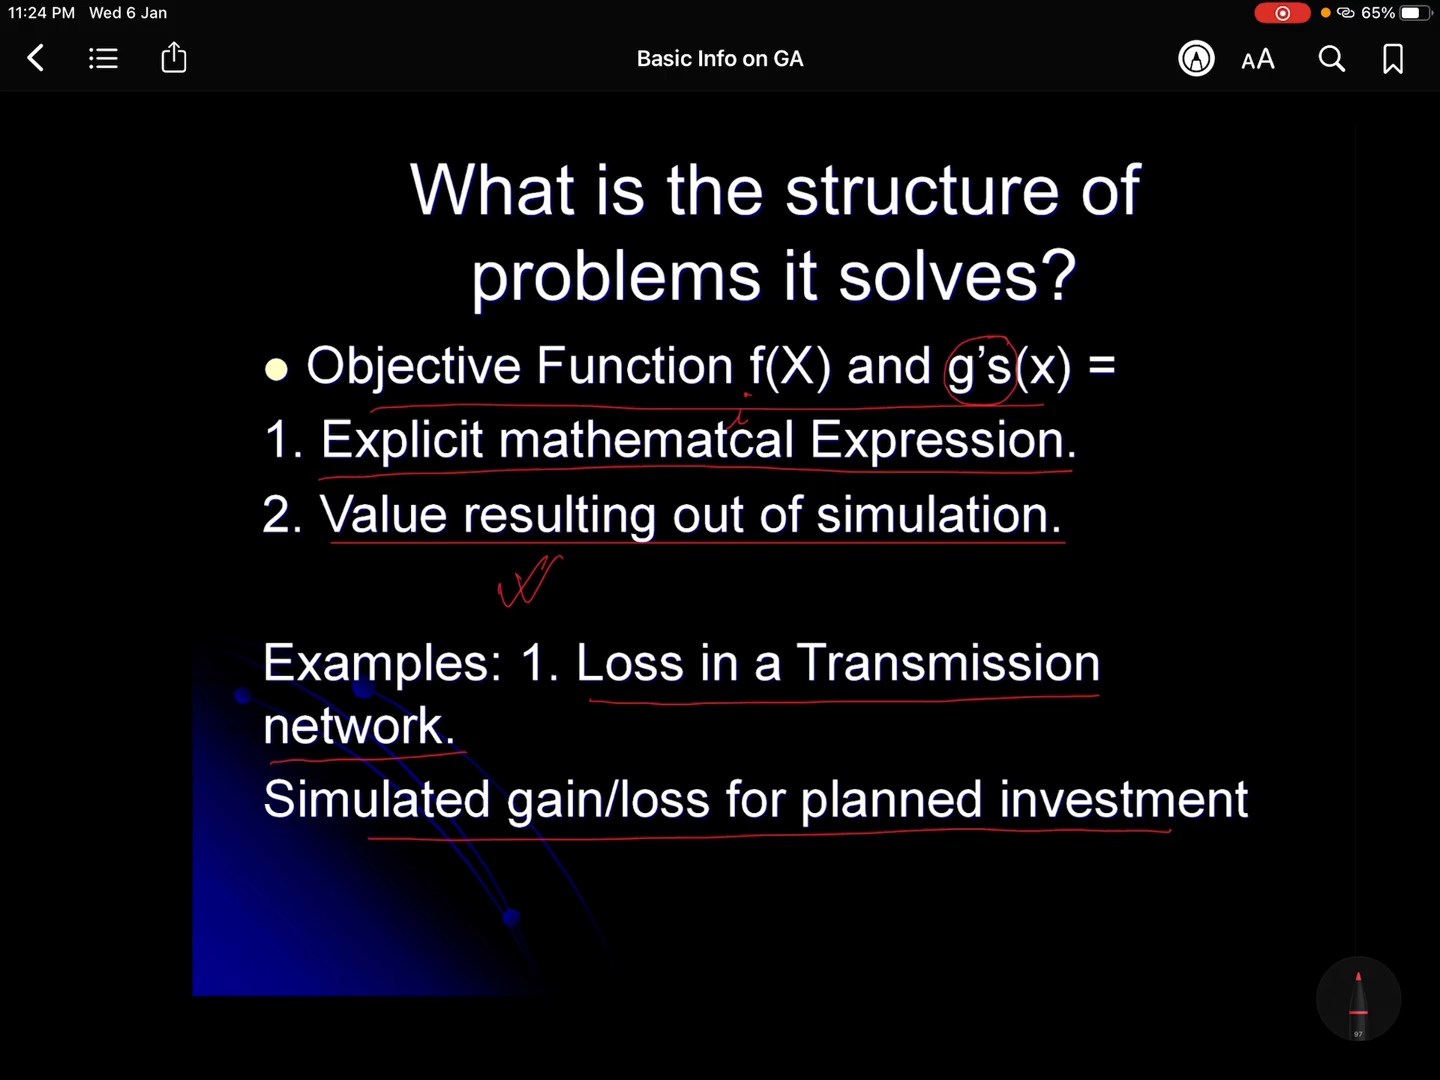 11:24 PM Wed 6 Jan
65%
Basic Info on GA
AA
What is the structure of
problems it solves?
Objective Function f(X) and g's(x) =
i
1. Explicit mathematcal Expression.
2. Value resulting out of simulation.
Examples: 1. Loss in a Transmission
network.
Simulated gain/loss for planned investment
97